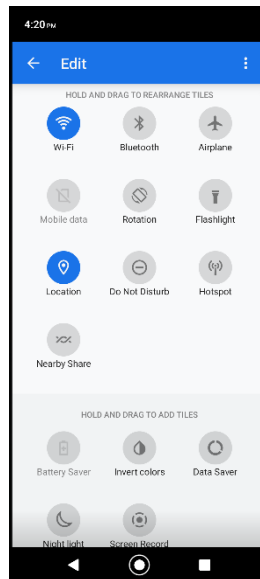 4:20 PM
Edit
HOLD AND DRAG TO REARRANGE TILES
Wi-Fi Bluetooth Airplane
Mobile data Rotation Flashlight
Location Do Not Disturb Hotspot
Nearby Share
HOLD AND DRAG TO ADD TILES
Battery Saver Invert colors Data Saver
Night light Screen Record